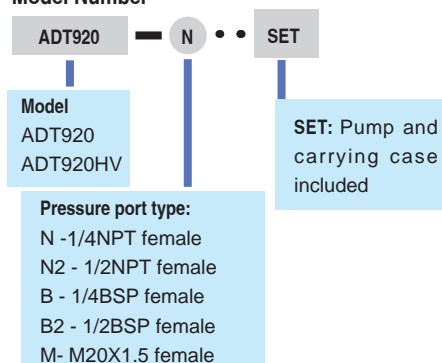 Model Number
ADT920 — N • • SET
Model
ADT920
ADT920HV
SET: Pump and
carrying case
included
Pressure port type:
N -1/4NPT female
N2 - 1/2NPT female
B - 1/4BSP female
B2 - 1/2BSP female
M- M20X1.5 female